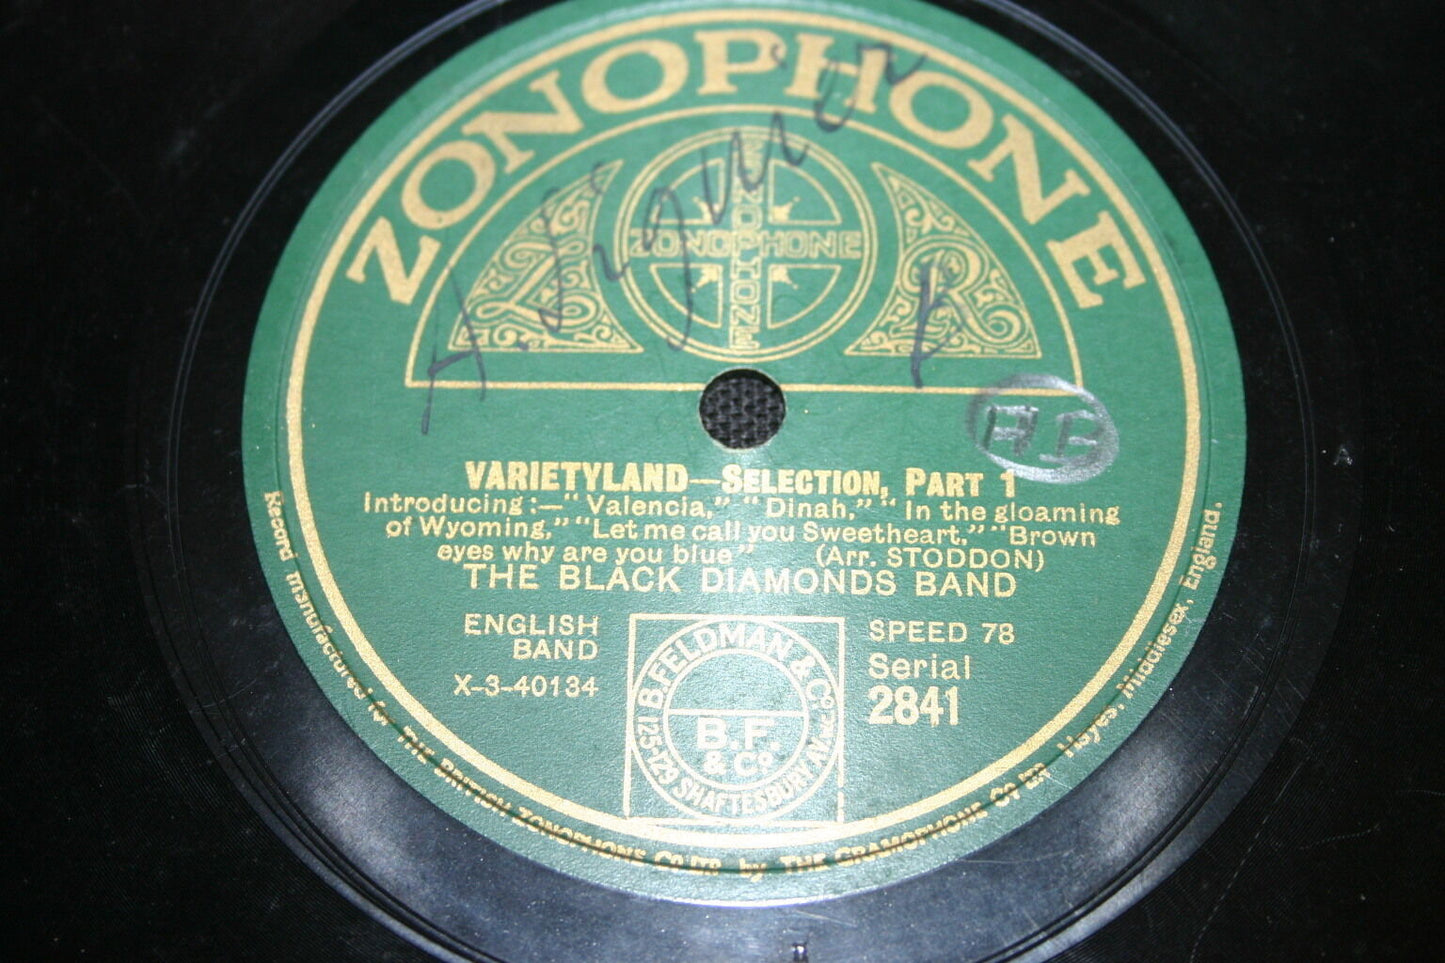 ZONOPHONE
ZONOPHONE
ZONOPHONE
R
AB
VARIETYLAND—SELECTION, PART 1
Introducing :—"Valencia," "Dinah," "In the gloaming
of Wyoming," "Let me call you Sweetheart," "Brown
eyes why are you blue" (Arr. STODDON)
THE BLACK DIAMONDS BAND
ENGLISH
BAND
X-3-40134
SPEED 78
Serial
2841
B. FELDMAN & Co
125-129 SHAFTESBURY AV
B.F.
& Co.
Record manufactured for THE BRITISH ZONOPHONE Co LTD by THE GRAMOPHONE Co LTD Hayes, Middlesex, England.